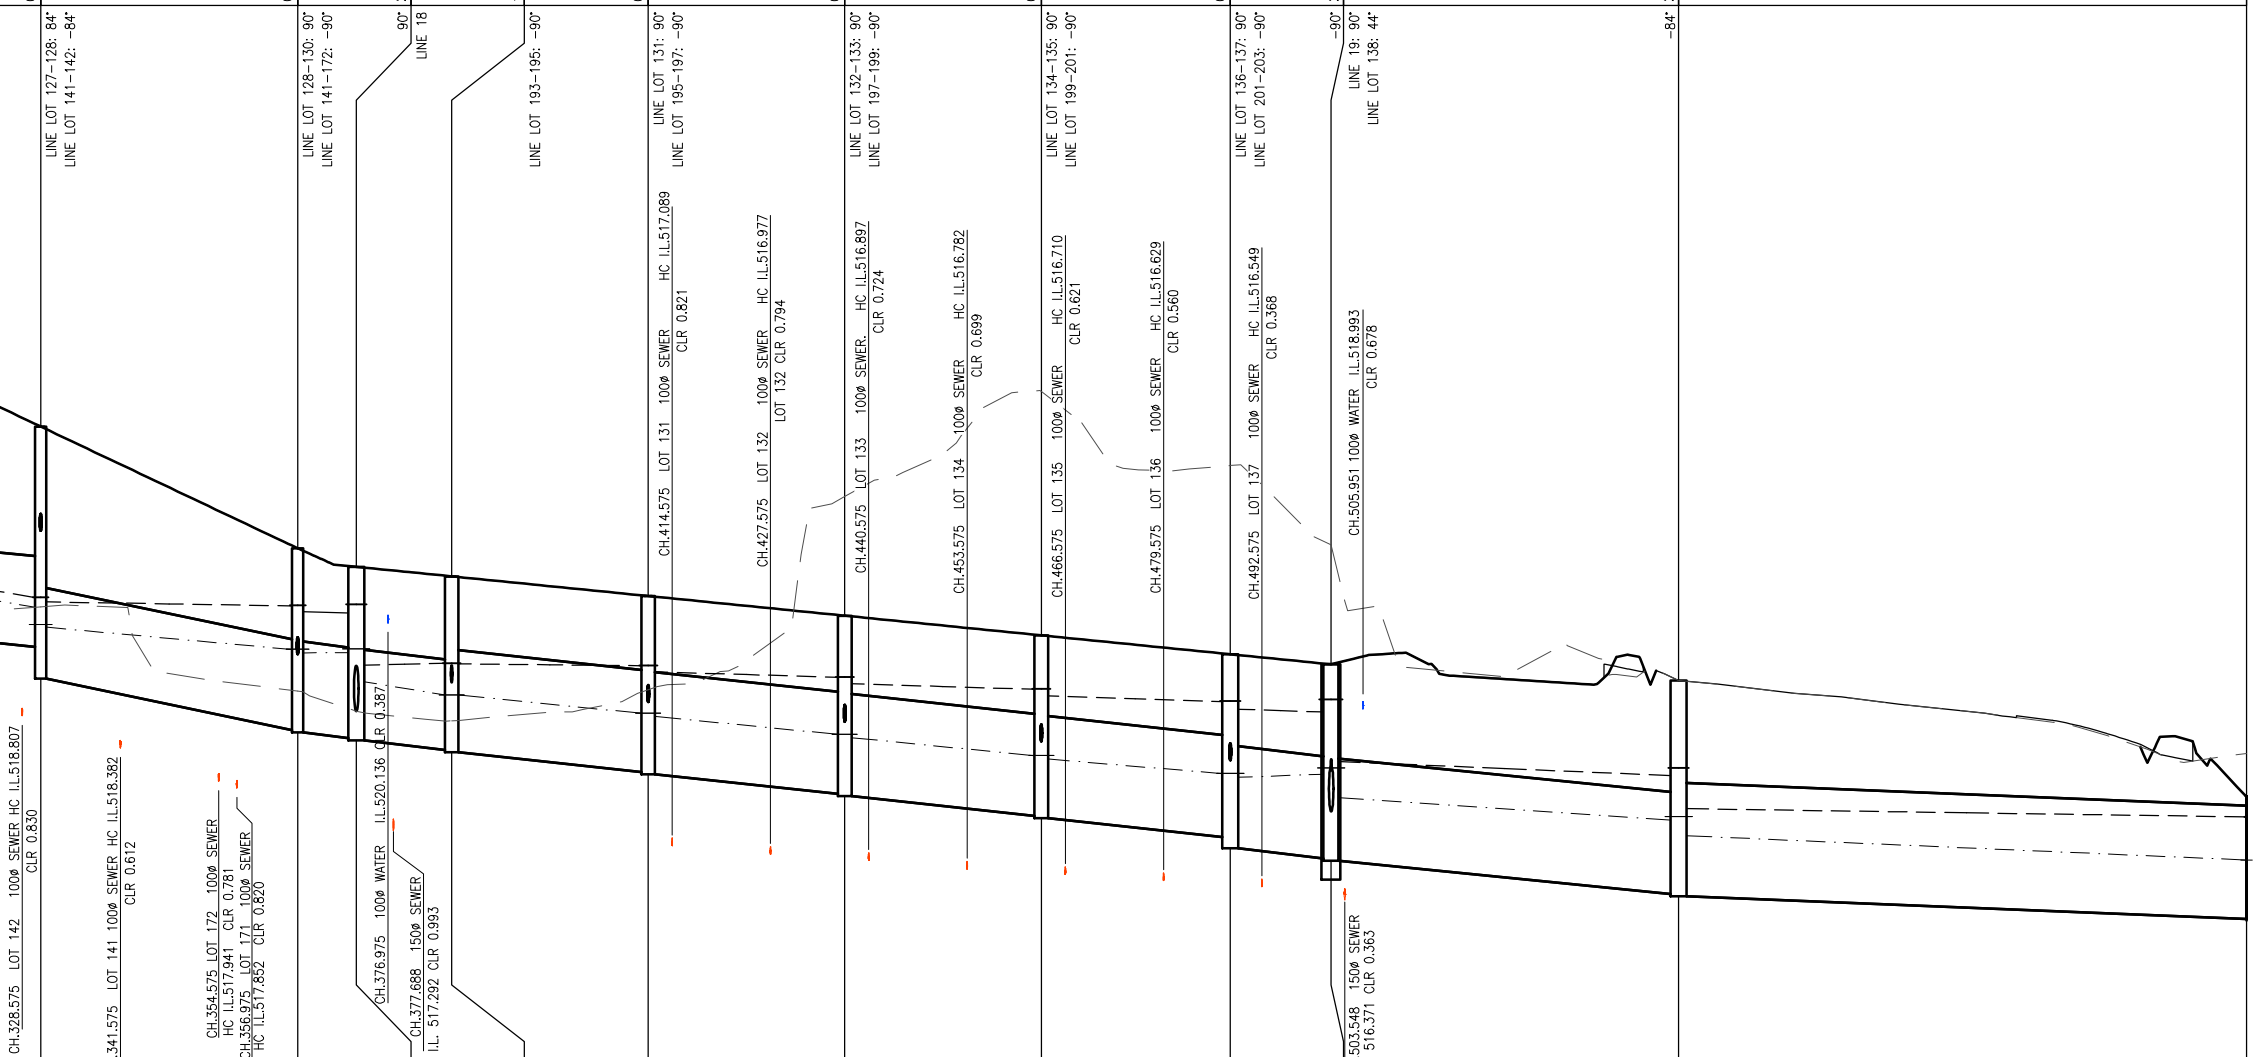 LINE LOT 127-128: 84°
LINE LOT 141-142: -84°
LINE LOT 128-130: 90°
LINE LOT 141-172: -90°
90°
LINE 18
LINE LOT 193-195: -90°
LINE LOT 131: 90°
LINE LOT 195-197: -90°
LINE LOT 132-133: 90°
LINE LOT 197-199: -90°
LINE LOT 134-135: 90°
LINE LOT 199-201: -90°
LINE LOT 136-137: 90°
LINE LOT 201-203: -90°
-90°
LINE 19: 90°
LINE LOT 138: 44°
-84°
CH.414.575 LOT 131 100ø SEWER HC I.L.517.089
CLR 0.821
CH.427.575 LOT 132 100ø SEWER HC I.L.516.977
LOT 132 CLR 0.794
CH.440.575 LOT 133 100ø SEWER. HC I.L.516.897
CLR 0.724
CH.453.575 LOT 134 100ø SEWER HC I.L.516.782
CLR 0.699
CH.466.575 LOT 135 100ø SEWER HC I.L.516.710
CLR 0.621
CH.479.575 LOT 136 100ø SEWER HC I.L.516.629
CLR 0.560
CH.492.575 LOT 137 100ø SEWER HC I.L.516.549
CLR 0.368
CH.505.951 100ø WATER I.L.518.993
CLR 0.678
CH.328.575 LOT 142 100ø SEWER HC I.L.518.807
CLR 0.830
.341.575 LOT 141 100ø SEWER HC I.L.518.382
CLR 0.612
CH.354.575 LOT 172 100ø SEWER
HC I.L.517.941 CLR 0.781
CH.356.975 LOT 171 100ø SEWER
HC I.L.517.852 CLR 0.820
CH.376.975 100ø WATER I.L.520.136 CLR 0.387
CH.377.688 150ø SEWER
I.L. 517.292 CLR 0.993
.503.548 150ø SEWER
516.371 CLR 0.363